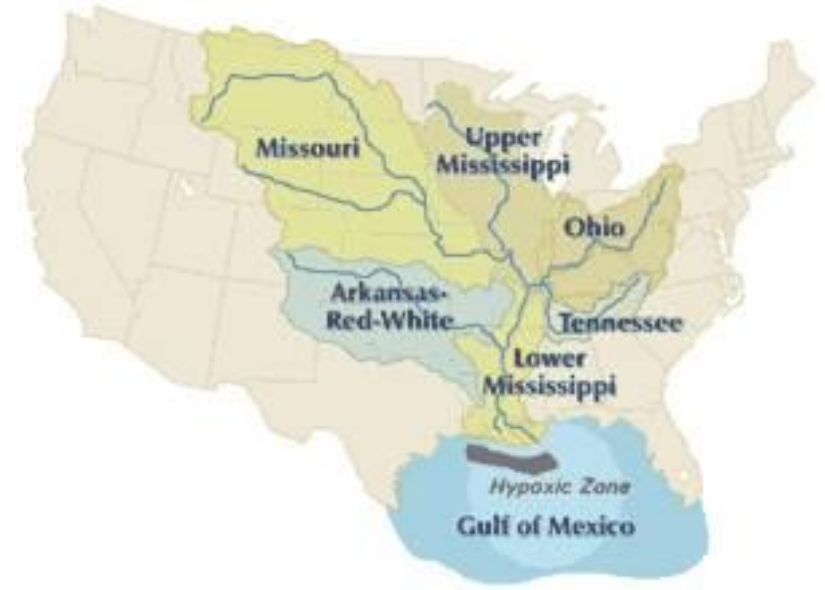 Missouri
Upper
Mississippi
Ohio
Arkansas-
Red-White
Tennessee
Lower
Mississippi
Hypoxic Zone
Gulf of Mexico